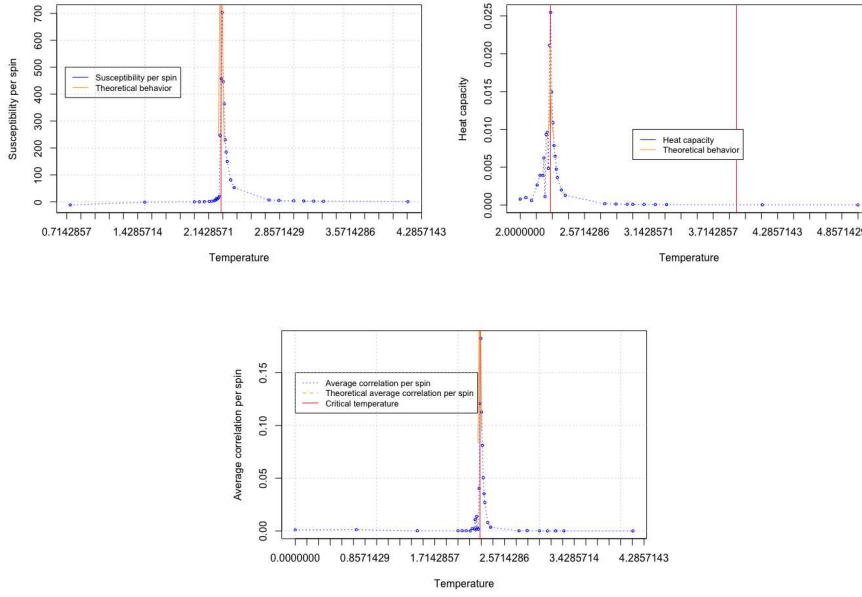 Susceptibility per spin
700
600
500
400
300
200
100
0
Susceptibility per spin
Theoretical behavior
0.7142857
1.4285714
2.1428571
2.8571429
3.5714286
4.2857143
Temperature
Heat capacity
0.025
0.020
0.015
0.010
0.005
0.000
Heat capacity
Theoretical behavior
2.0000000
2.5714286
3.1428571
3.7142857
4.2857143
4.8571429
Temperature
Average correlation per spin
0.15
0.10
0.05
0.00
Average correlation per spin
Theoretical average correlation per spin
Critical temperature
0.0000000
0.8571429
1.7142857
2.5714286
3.4285714
4.2857143
Temperature